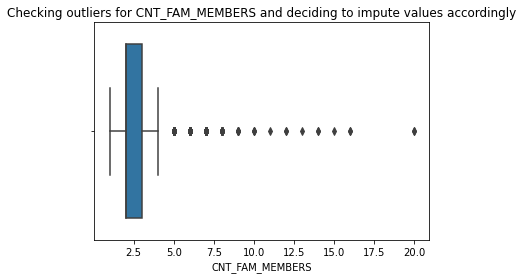 Checking outliers for CNT_FAM_MEMBERS and deciding to impute values accordingly
2.5 5.0 7.5 10.0 12.5 15.0 17.5 20.0
CNT_FAM_MEMBERS